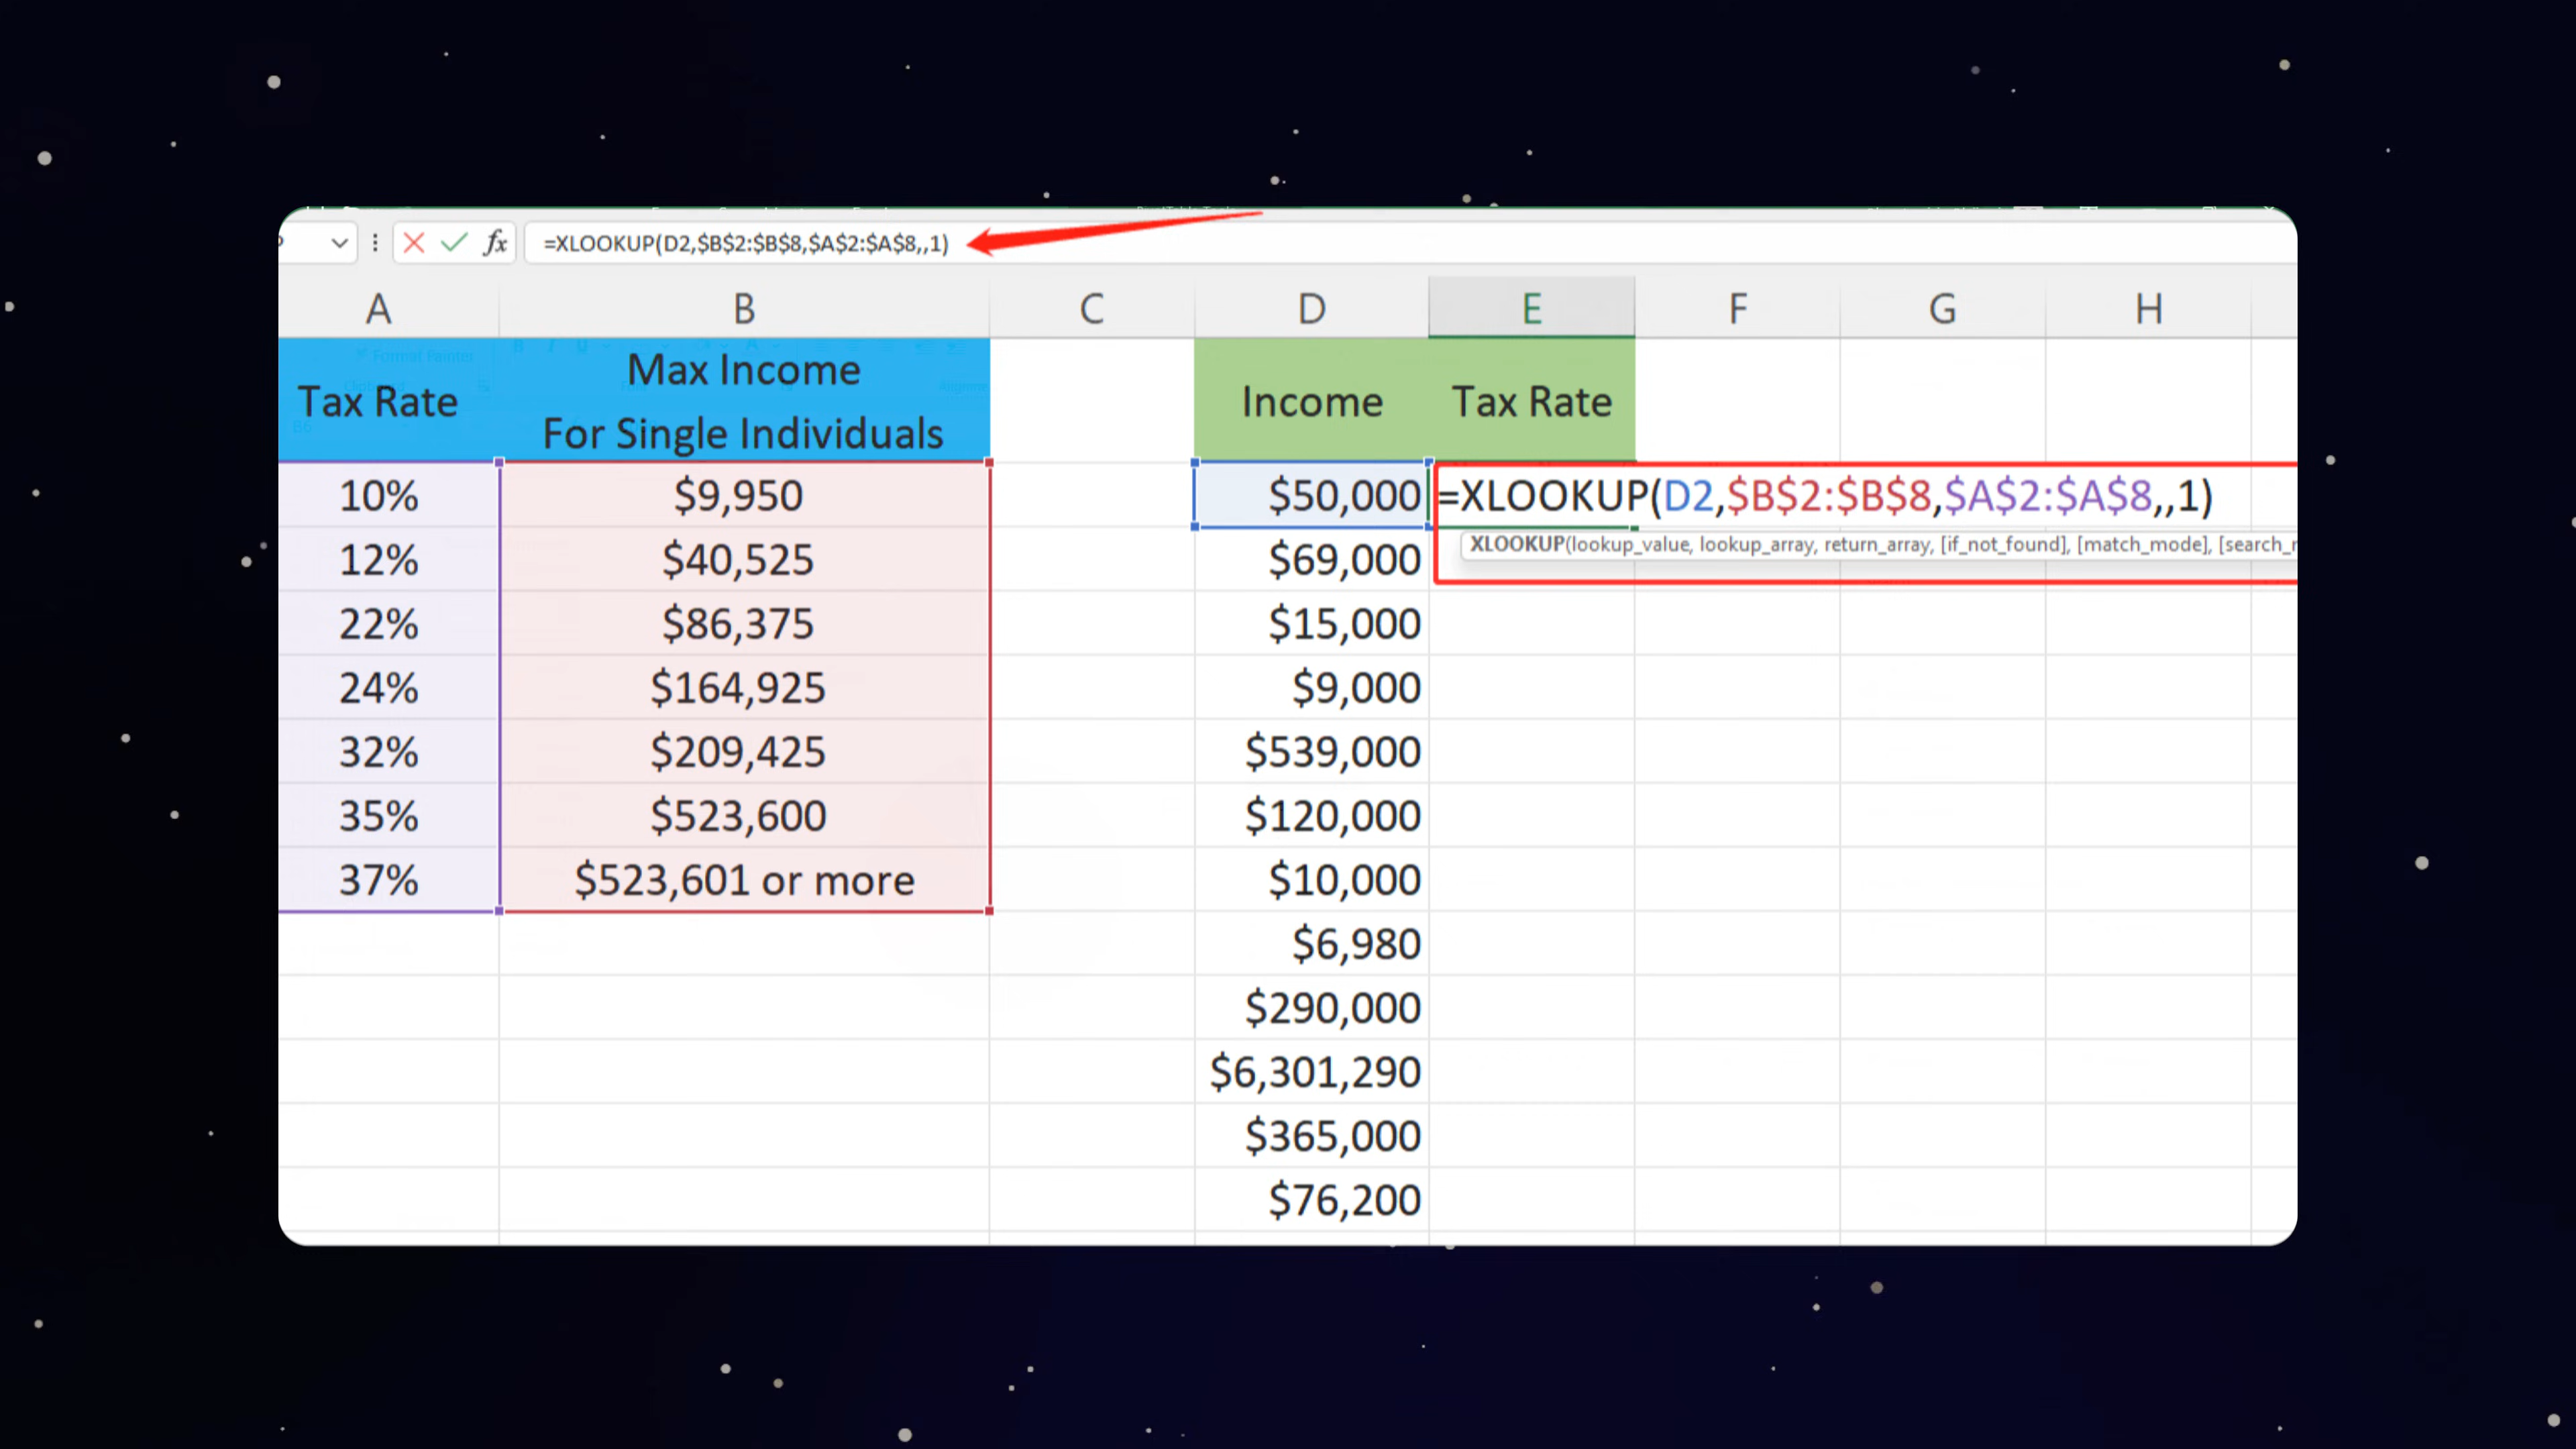 =XLOOKUP(D2,$B$2:$B$8,$A$2:$A$8,,1)
A B C D E F G H
Tax Rate
Max Income
For Single Individuals
Income Tax Rate
10% $9,950 $50,000 =XLOOKUP(D2,$B$2:$B$8,$A$2:$A$8,,1)
XLOOKUP(lookup_value, lookup_array, return_array, [if_not_found], [match_mode], [search_
12% $40,525 $69,000
22% $86,375 $15,000
24% $164,925 $9,000
32% $209,425 $539,000
35% $523,600 $120,000
37% $523,601 or more $10,000
$6,980
$290,000
$6,301,290
$365,000
$76,200